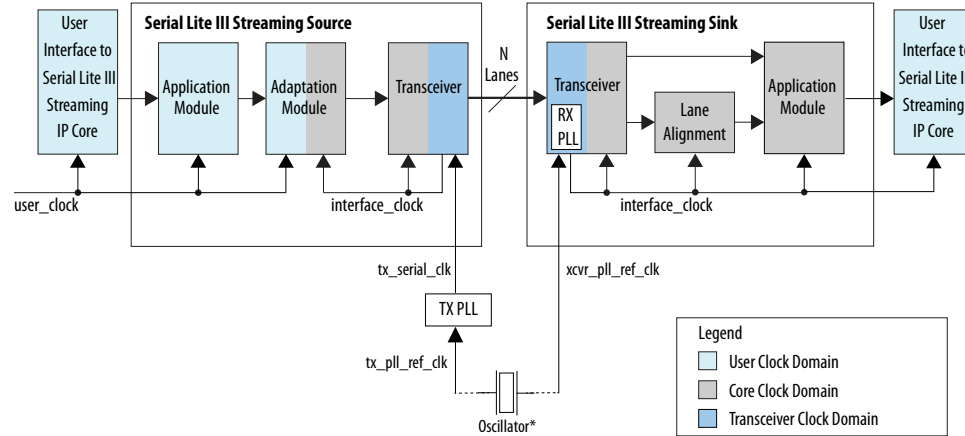 Serial Lite III Streaming Source
Serial Lite III Streaming Sink
User
Interface to
Serial Lite III
Streaming
IP Core
Application
Module
Adaptation
Module
Transceiver
N
Lanes
Transceiver
RX
PLL
Lane
Alignment
Application
Module
User
Interface to
Serial Lite II
Streaming
IP Core
user_clock
interface_clock
interface_clock
tx_serial_clk
xcvr_pll_ref_clk
TX PLL
tx_pll_ref_clk
Oscillator*
Legend
User Clock Domain
Core Clock Domain
Transceiver Clock Domain